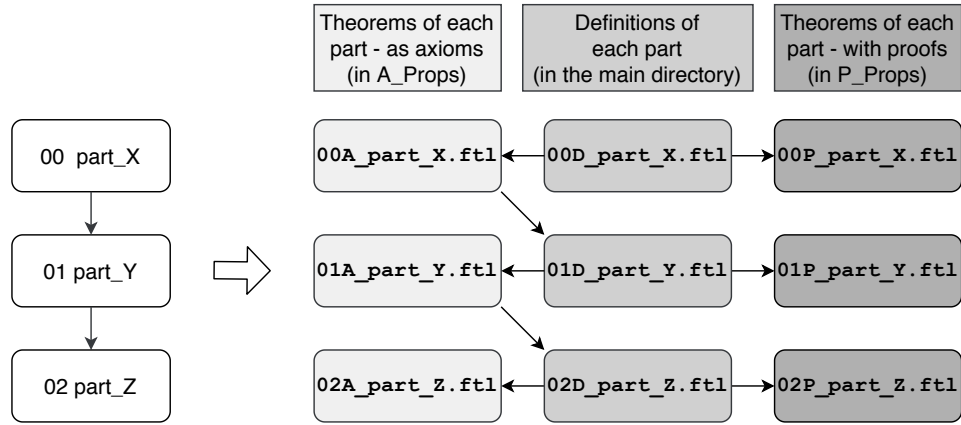 Theorems of each
part - as axioms
(in A_Props)
Definitions of
each part
(in the main directory)
Theorems of each
part - with proofs
(in P_Props)
00 part_X
00A_part_X.ftl
00D_part_X.ftl
00P_part_X.ftl
01 part_Y
01A_part_Y.ftl
01D_part_Y.ftl
01P_part_Y.ftl
02 part_Z
02A_part_Z.ftl
02D_part_Z.ftl
02P_part_Z.ftl